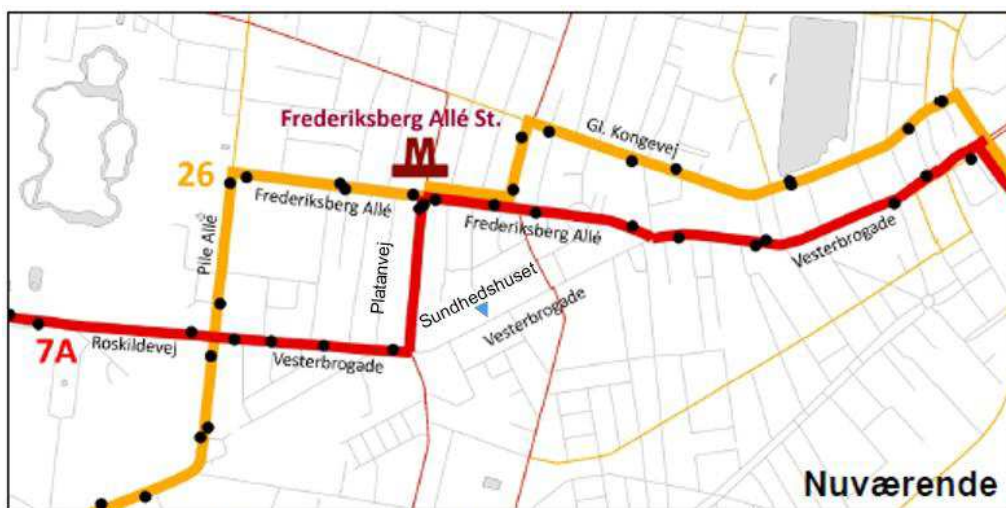 Frederiksberg Allé St.
M
Gl. Kongevej
26
Frederiksberg Allé
Frederiksberg Allé
Pile Allé
Platanvej
Sundhedshuset
Vesterbrogade
Vesterbrogade
7A
Roskildevej
Vesterbrogade
Nuværende